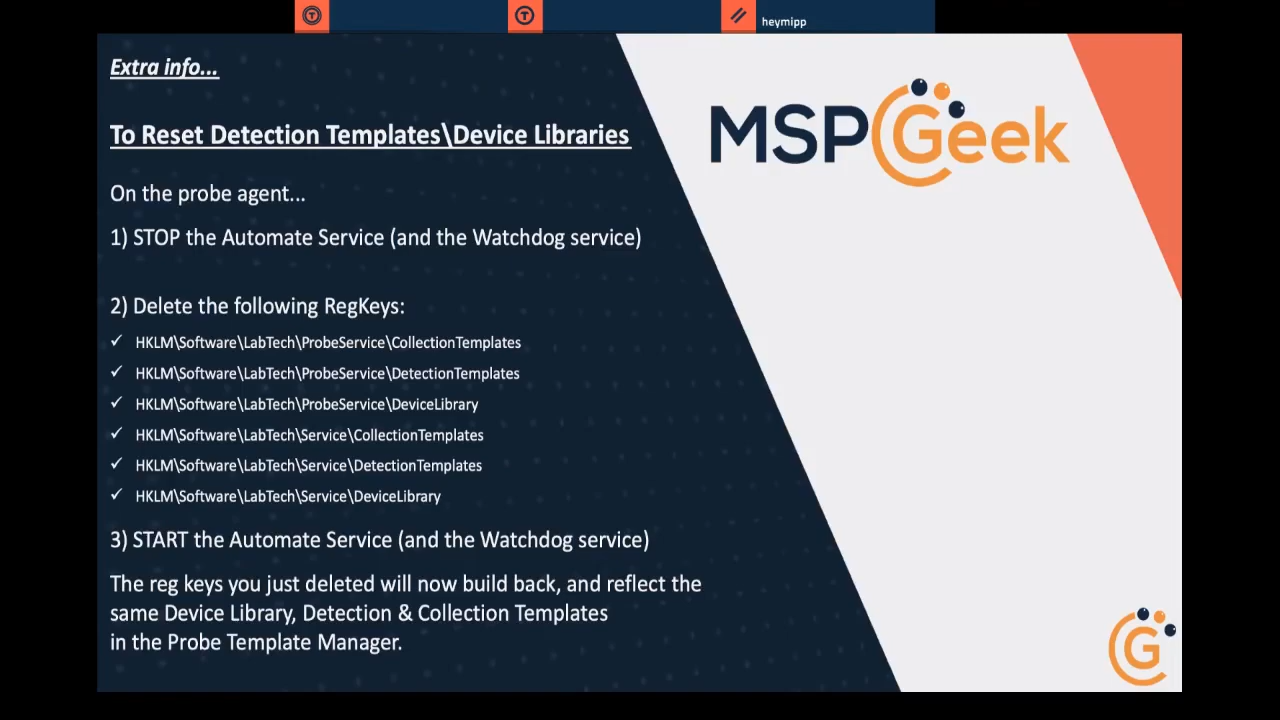 heymipp
Extra info...
MSPGeek
To Reset Detection Templates\Device Libraries
On the probe agent...
1) STOP the Automate Service (and the Watchdog service)
2) Delete the following RegKeys:
✓ HKLM\Software\LabTech\ProbeService\CollectionTemplates
✓ HKLM\Software\LabTech\ProbeService\DetectionTemplates
✓ HKLM\Software\LabTech\ProbeService\DeviceLibrary
✓ HKLM\Software\LabTech\Service\CollectionTemplates
✓ HKLM\Software\LabTech\Service\DetectionTemplates
✓ HKLM\Software\LabTech\Service\DeviceLibrary
3) START the Automate Service (and the Watchdog service)
The reg keys you just deleted will now build back, and reflect the
same Device Library, Detection & Collection Templates
in the Probe Template Manager.
G